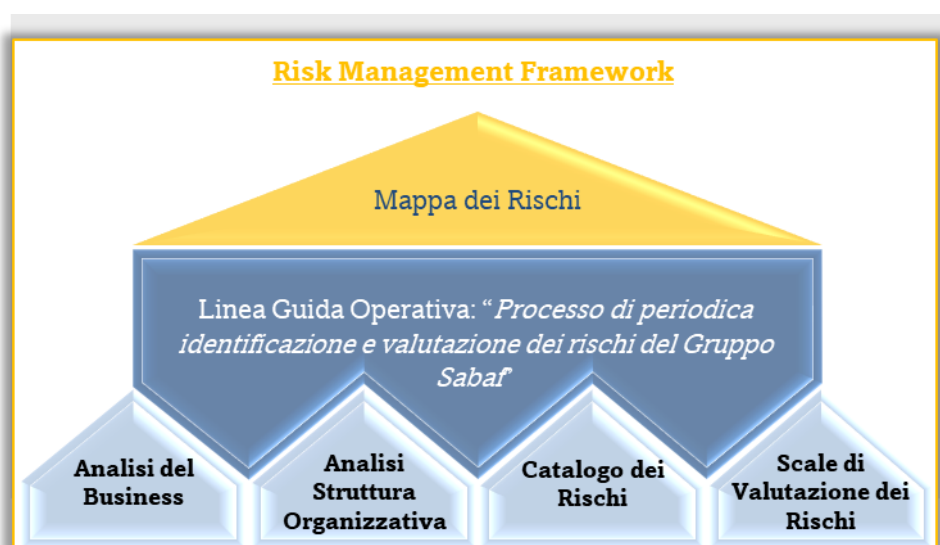 Risk Management Framework
Mappa dei Rischi
Linea Guida Operativa: “Processo di periodica
identificazione e valutazione dei rischi del Gruppo
Sabaf”
Analisi del
Business
Analisi
Struttura
Organizzativa
Catalogo dei
Rischi
Scale di
Valutazione dei
Rischi